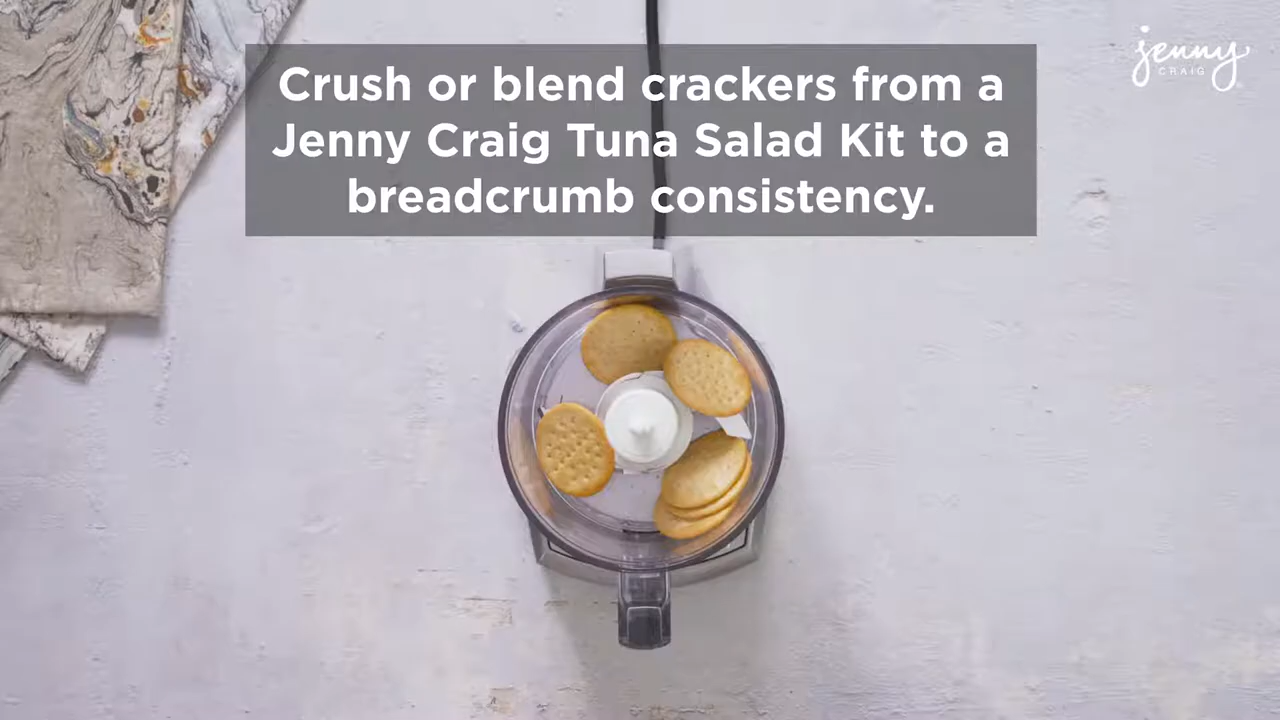 jenny
CRAIG
Crush or blend crackers from a
Jenny Craig Tuna Salad Kit to a
breadcrumb consistency.